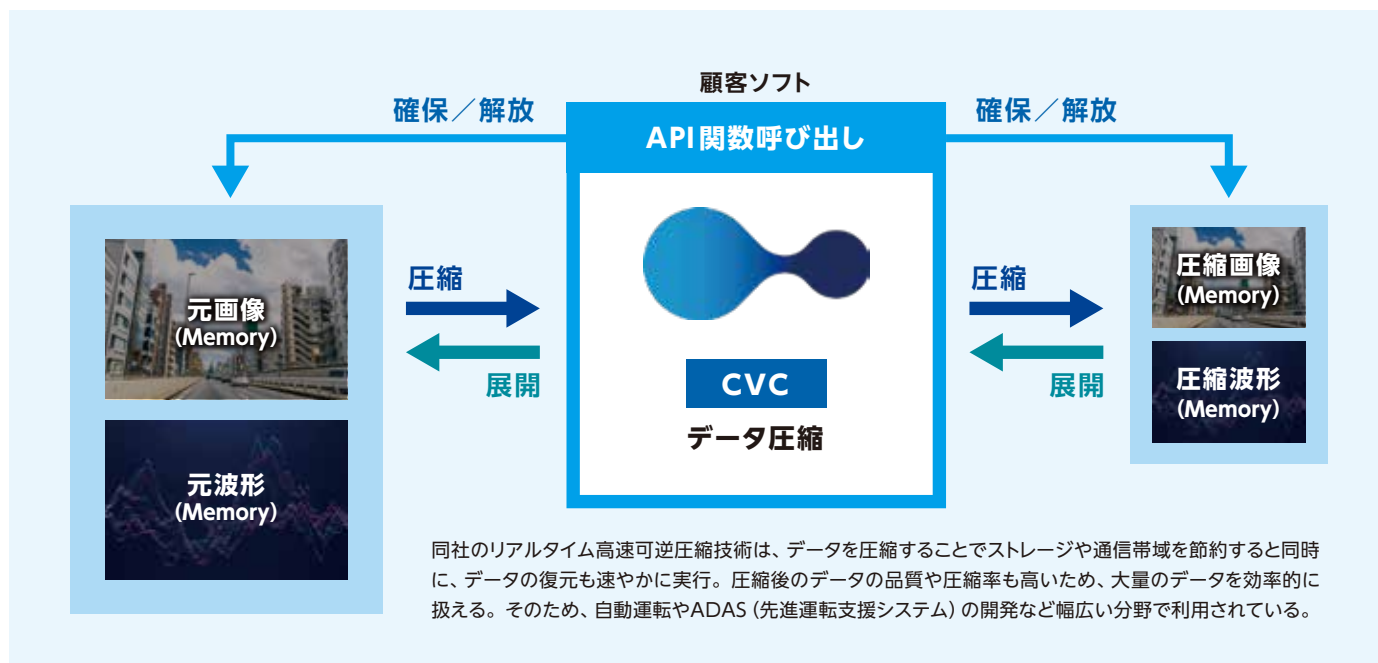 顧客ソフト
確保／解放
API関数呼び出し
確保／解放
元画像
(Memory)
元波形
(Memory)
圧縮
展開
CVC
データ圧縮
圧縮
展開
圧縮画像
(Memory)
圧縮波形
(Memory)
同社のリアルタイム高速可逆圧縮技術は、データを圧縮することでストレージや通信帯域を節約すると同時
に、データの復元も速やかに実行。圧縮後のデータの品質や圧縮率も高いため、大量のデータを効率的に
扱える。そのため、自動運転やADAS（先進運転支援システム）の開発など幅広い分野で利用されている。